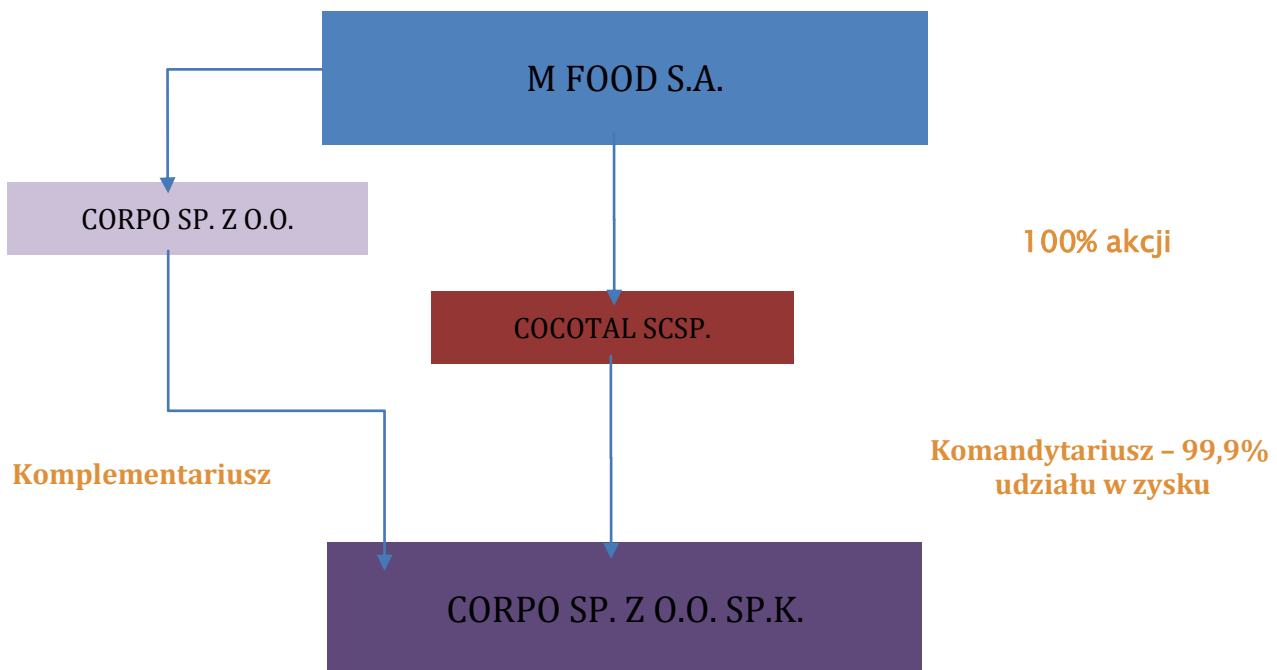 M FOOD S.A.
CORPO SP. Z O.O.
100% akcji
COCOTAL SCSP.
Komplementariusz
Komandytariusz – 99,9%
udziału w zysku
CORPO SP. Z O.O. SP.K.